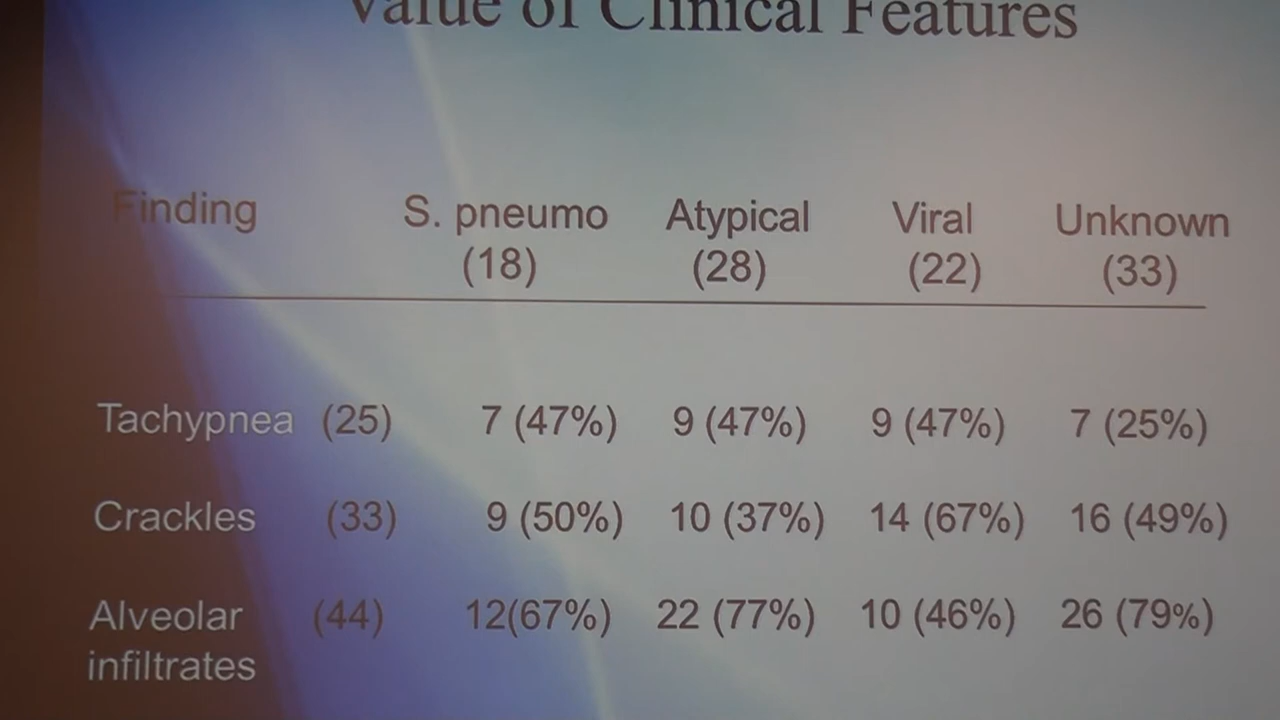 Value of Clinical Features
Finding S. pneumo Atypical Viral Unknown
(18) (28) (22) (33)
Tachypnea (25) 7 (47%) 9 (47%) 9 (47%) 7 (25%)
Crackles (33) 9 (50%) 10 (37%) 14 (67%) 16 (49%)
Alveolar (44) 12(67%) 22 (77%) 10 (46%) 26 (79%)
infiltrates